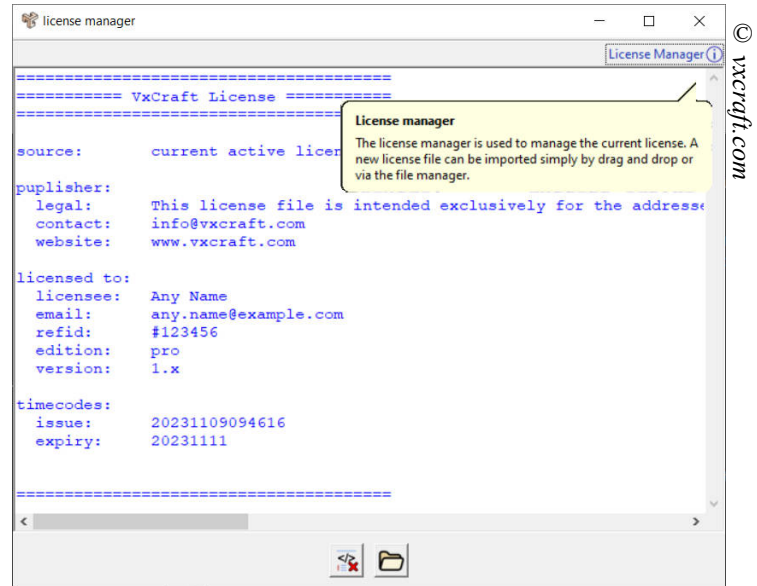 license manager
License Manager
=======================================
=========== VxCraft License ===========
=======================================
License manager
The license manager is used to manage the current license. A
new license file can be imported simply by drag and drop or
via the file manager.
source: current active licen
puplisher:
legal: This license file is intended exclusively for the addresse
contact: info@vxcraft.com
website: www.vxcraft.com
licensed to:
licensee: Any Name
email: any.name@example.com
refid: #123456
edition: pro
version: 1.x
timecodes:
issue: 20231109094616
expiry: 20231111
=======================================
© vxcraft.com